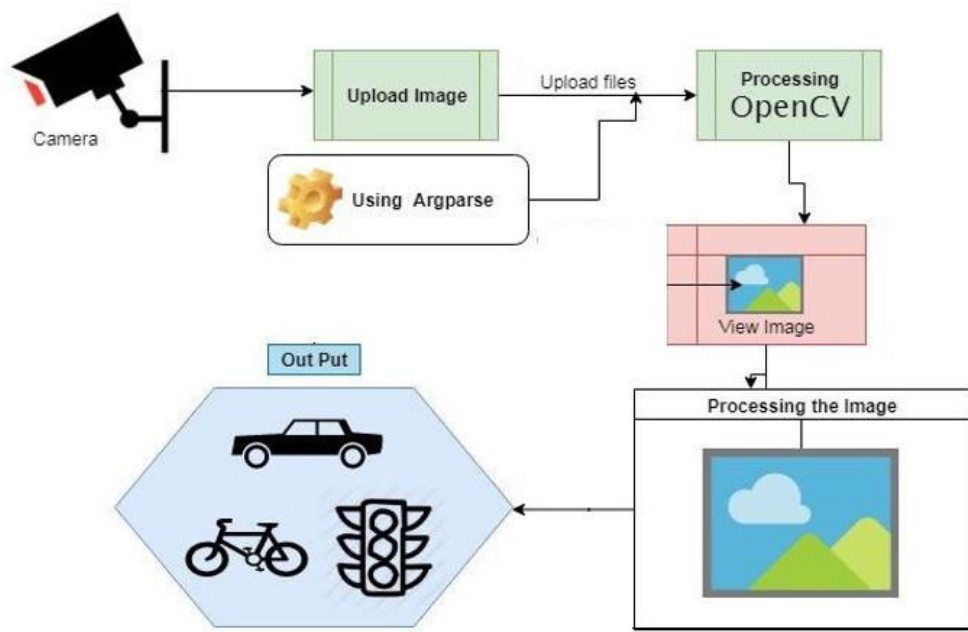 Camera
Upload Image
Upload files
Processing
OpenCV
Using Argparse
View Image
Out Put
Processing the Image